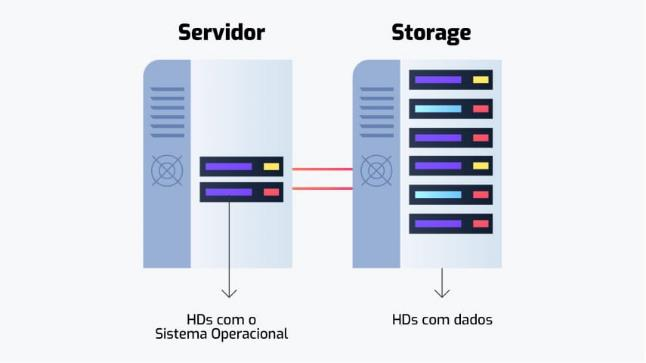 Servidor
Storage
HDs com o
Sistema Operacional
HDs com dados